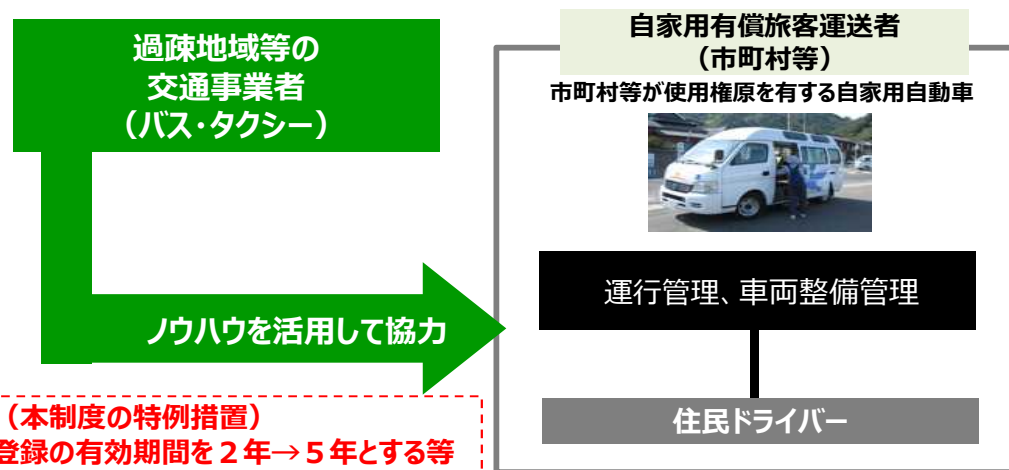 過疎地域等の
交通事業者
（バス・タクシー）
ノウハウを活用して協力
（本制度の特例措置）
登録の有効期間を２年→５年とする等
自家用有償旅客運送者
（市町村等）
市町村等が使用権原を有する自家用自動車
運行管理、車両整備管理
住民ドライバー